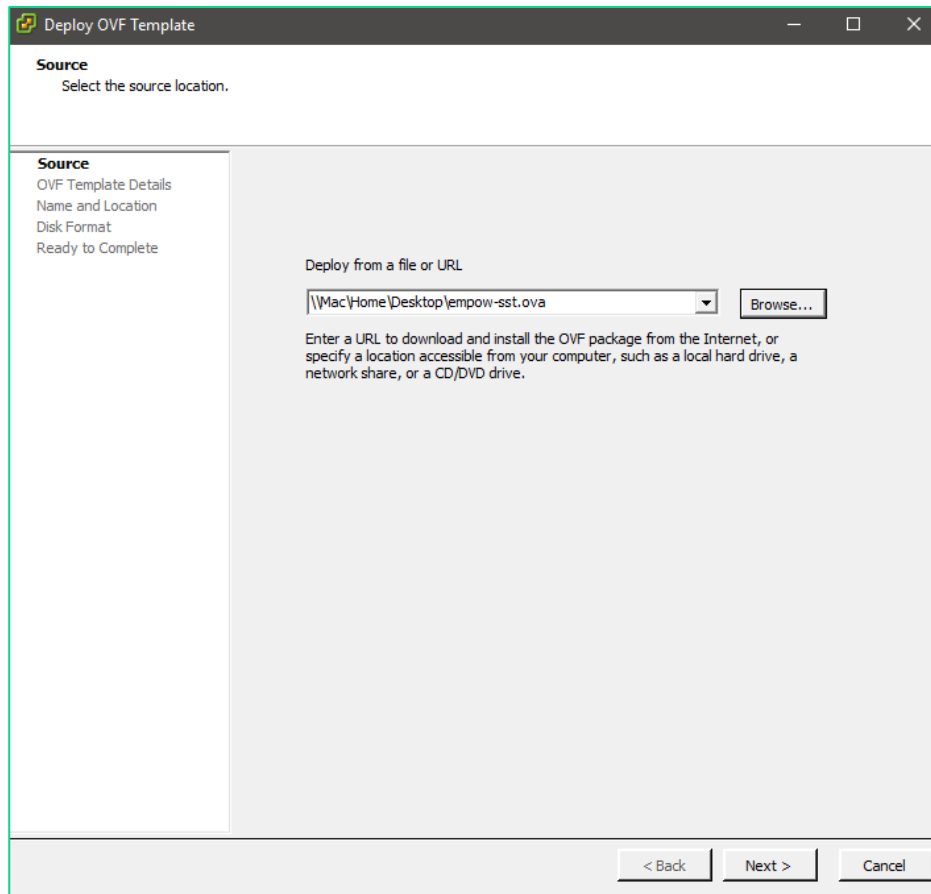 Deploy OVF Template
Source
Select the source location.
Source
OVF Template Details
Name and Location
Disk Format
Ready to Complete
Deploy from a file or URL
\\Mac\Home\Desktop\empow-sst.ova
Browse...
Enter a URL to download and install the OVF package from the Internet, or
specify a location accessible from your computer, such as a local hard drive, a
network share, or a CD/DVD drive.
< Back
Next >
Cancel